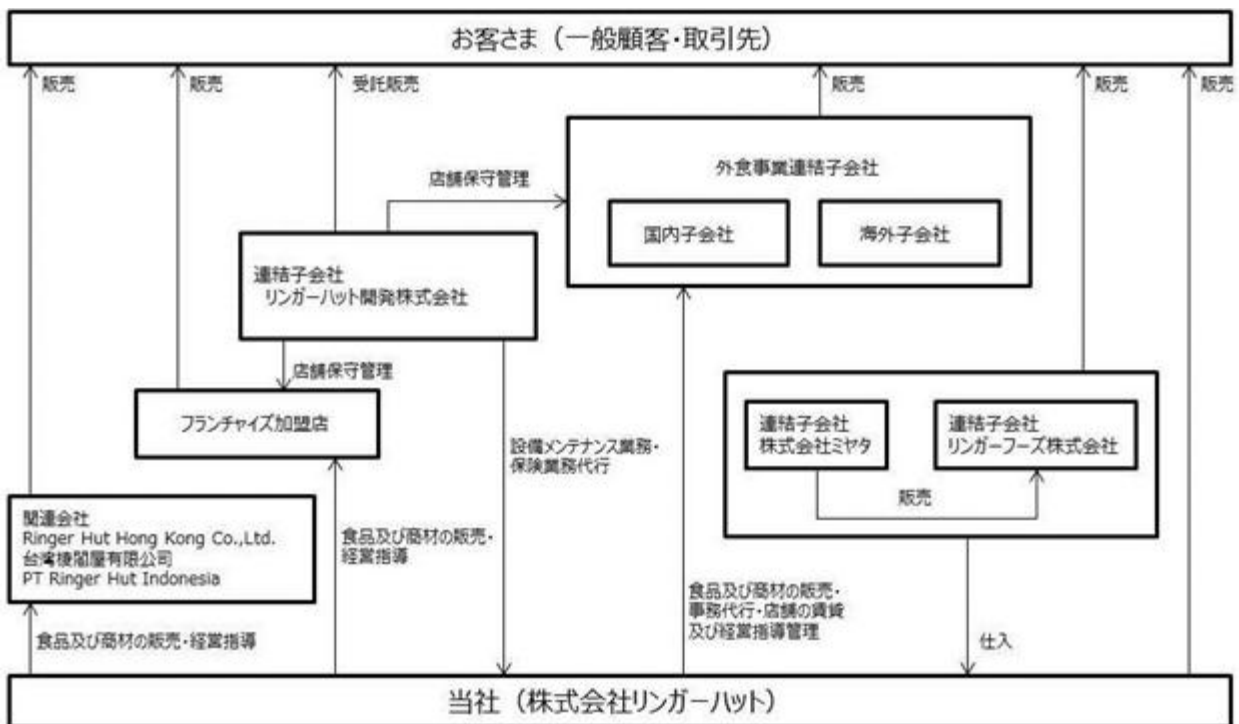 お客さま（一般顧客・取引先）
販売
販売
受託販売
販売
販売
販売
外食事業連結子会社
店舗保守管理
国内子会社
海外子会社
連結子会社
リンガーハット開発株式会社
店舗保守管理
フランチャイズ加盟店
設備メンテナンス業務・
保険業務代行
連結子会社
株式会社ミヤタ
連結子会社
リンガーフーズ株式会社
販売
関連会社
Ringer Hut Hong Kong Co.,Ltd.
台湾棱閤屋有限公司
PT Ringer Hut Indonesia
食品及び商材の販売・
経営指導
食品及び商材の販売・
事務代行・店舗の賃貸
及び経営指導管理
食品及び商材の販売・経営指導
仕入
当社（株式会社リンガーハット）